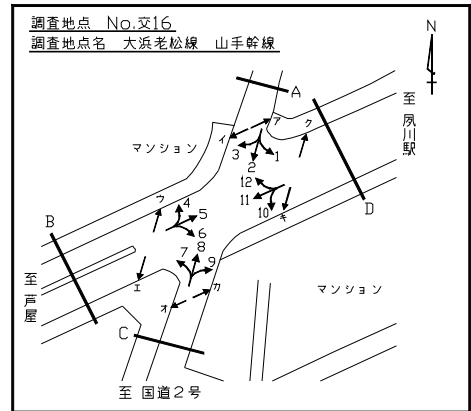 調査地点 No.交16
調査地点名 大浜老松線 山手幹線
N
A
ア
ク
至 夙川駅
イ
マンション
3
1
2
12
11
10
キ
D
B
ウ
4
5
6
7
8
9
エ
オ
カ
マンション
至 芦屋
C
至 国道2号